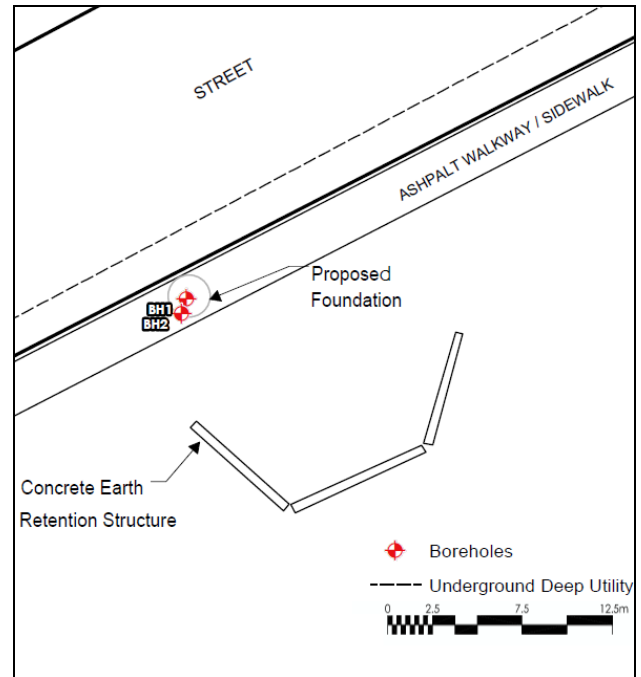 STREET
ASHPALT WALKWAY / SIDEWALK
Proposed
Foundation
BH1
BH2
Concrete Earth
Retention Structure
Boreholes
Underground Deep Utility
0 2.5 7.5 12.5m